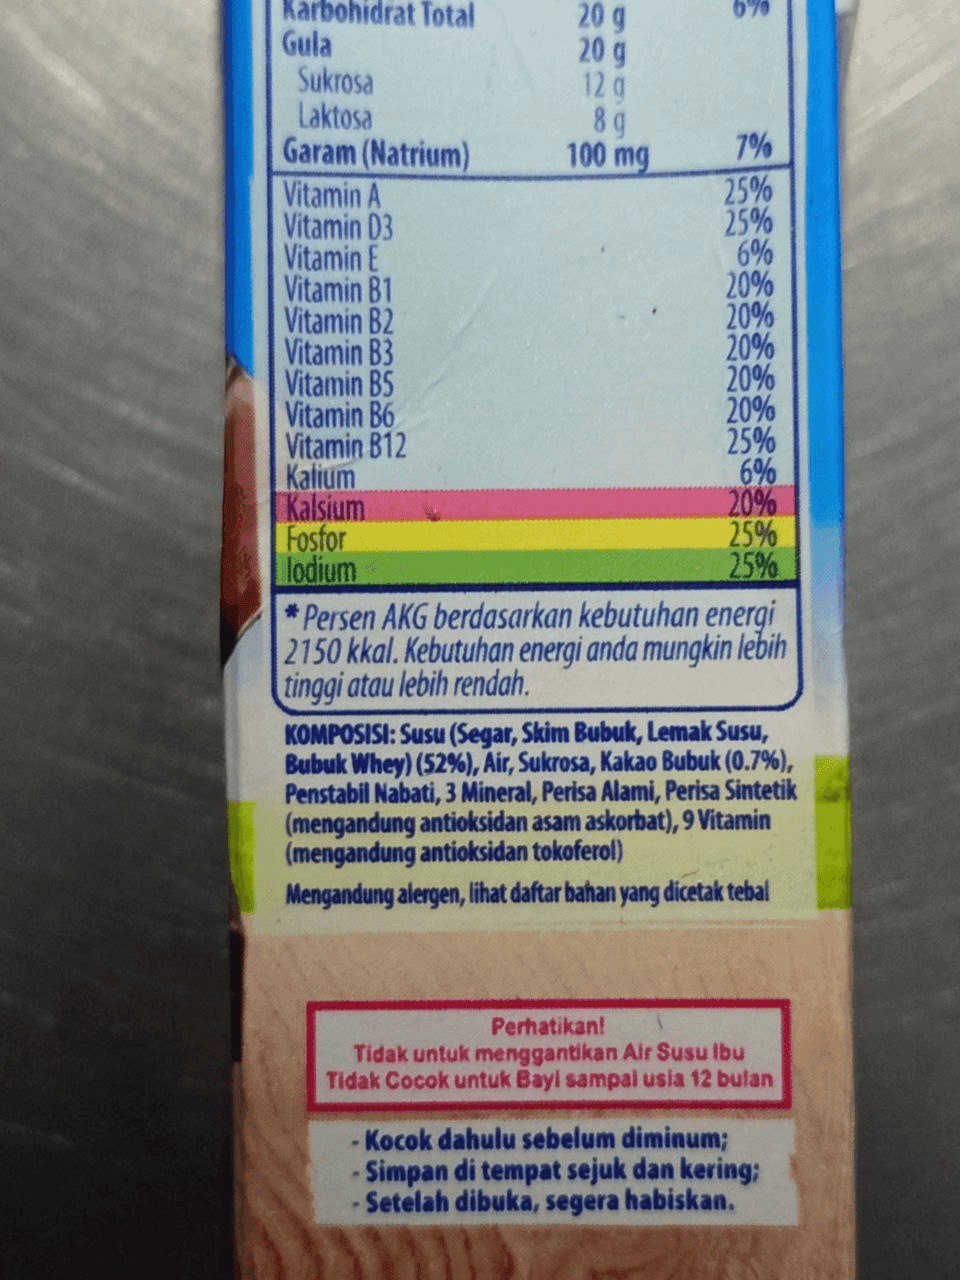 Karbohidrat Total 20 g 6%
Gula 20 g
Sukrosa 12 g
Laktosa 8 g
Garam (Natrium) 100 mg 7%
Vitamin A 25%
Vitamin D3 25%
Vitamin E 6%
Vitamin B1 20%
Vitamin B2 20%
Vitamin B3 20%
Vitamin B5 20%
Vitamin B6 20%
Vitamin B12 25%
Kalium 6%
Kalsium 20%
Fosfor 25%
Iodium 25%
* Persen AKG berdasarkan kebutuhan energi
2150 kkal. Kebutuhan energi anda mungkin lebih
tinggi atau lebih rendah.
KOMPOSISI: Susu (Segar, Skim Bubuk, Lemak Susu,
Bubuk Whey) (52%), Air, Sukrosa, Kakao Bubuk (0.7%),
Penstabil Nabati, 3 Mineral, Perisa Alami, Perisa Sintetik
(mengandung antioksidan asam askorbat), 9 Vitamin
(mengandung antioksidan tokoferol)
Mengandung alergen, lihat daftar bahan yang dicetak tebal
Perhatikan!
Tidak untuk menggantikan Air Susu Ibu
Tidak Cocok untuk Bayi sampai usia 12 bulan
- Kocok dahulu sebelum diminum;
- Simpan di tempat sejuk dan kering;
- Setelah dibuka, segera habiskan.